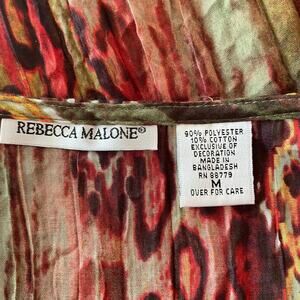 REBECCA MALONE®
90% POLYESTER
10% COTTON
EXCLUSIVE OF
DECORATION
MADE IN
BANGLADESH
RN 88779
M
OVER FOR CARE